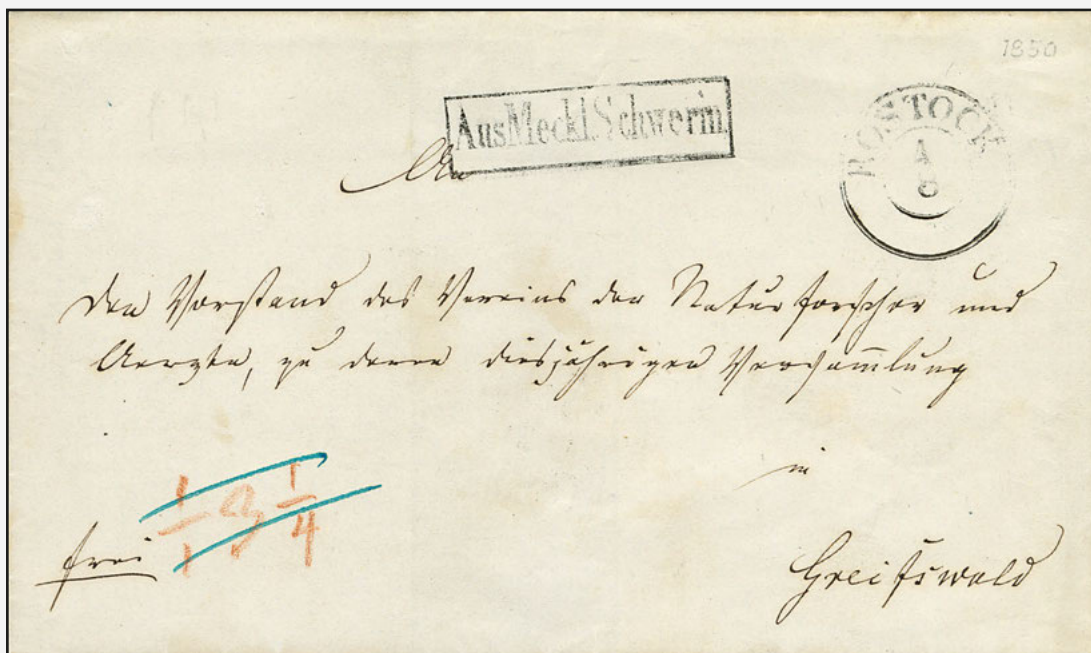 1850
Aus Meckl. Schwerin
ROSTOCK
An
den Vorstand des Vereins der Naturforscher und
Aerzte, zu deren diesjährigen Versammlung
in
frei
Greifswald